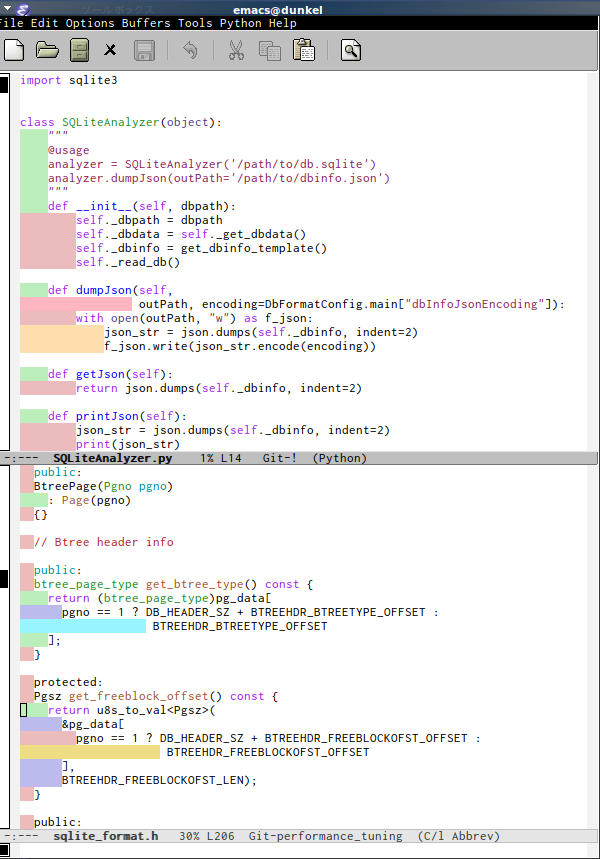 emacs@dunkel
File Edit Options Buffers Tools Python Help
import sqlite3
class SQLiteAnalyzer(object):
"""
@usage
analyzer = SQLiteAnalyzer('/path/to/db.sqlite')
analyzer.dumpJson(outPath='/path/to/dbinfo.json')
"""
def __init__(self, dbpath):
self._dbpath = dbpath
self._dbdata = self._get_dbdata()
self._dbinfo = get_dbinfo_template()
self._read_db()
def dumpJson(self,
outPath, encoding=DbFormatConfig.main["dbInfoJsonEncoding"]):
with open(outPath, "w") as f_json:
json_str = json.dumps(self._dbinfo, indent=2)
f_json.write(json_str.encode(encoding))
def getJson(self):
return json.dumps(self._dbinfo, indent=2)
def printJson(self):
json_str = json.dumps(self._dbinfo, indent=2)
print(json_str)
-:--- SQLiteAnalyzer.py 1% L14 Git-! (Python)
public:
BtreePage(Pgno pgno)
: Page(pgno)
{}
// Btree header info
public:
btree_page_type get_btree_type() const {
return (btree_page_type)pg_data[
pgno == 1 ? DB_HEADER_SZ + BTREEHDR_BTREETYPE_OFFSET :
BTREEHDR_BTREETYPE_OFFSET
];
}
protected:
Pgsz get_freeblock_offset() const {
return u8s_to_val<Pgsz>(
&pg_data[
pgno == 1 ? DB_HEADER_SZ + BTREEHDR_FREEBLOCKOFST_OFFSET :
BTREEHDR_FREEBLOCKOFST_OFFSET
],
BTREEHDR_FREEBLOCKOFST_LEN);
}
public:
-:--- sqlite_format.h 30% L206 Git-performance_tuning (C/l Abbrev)